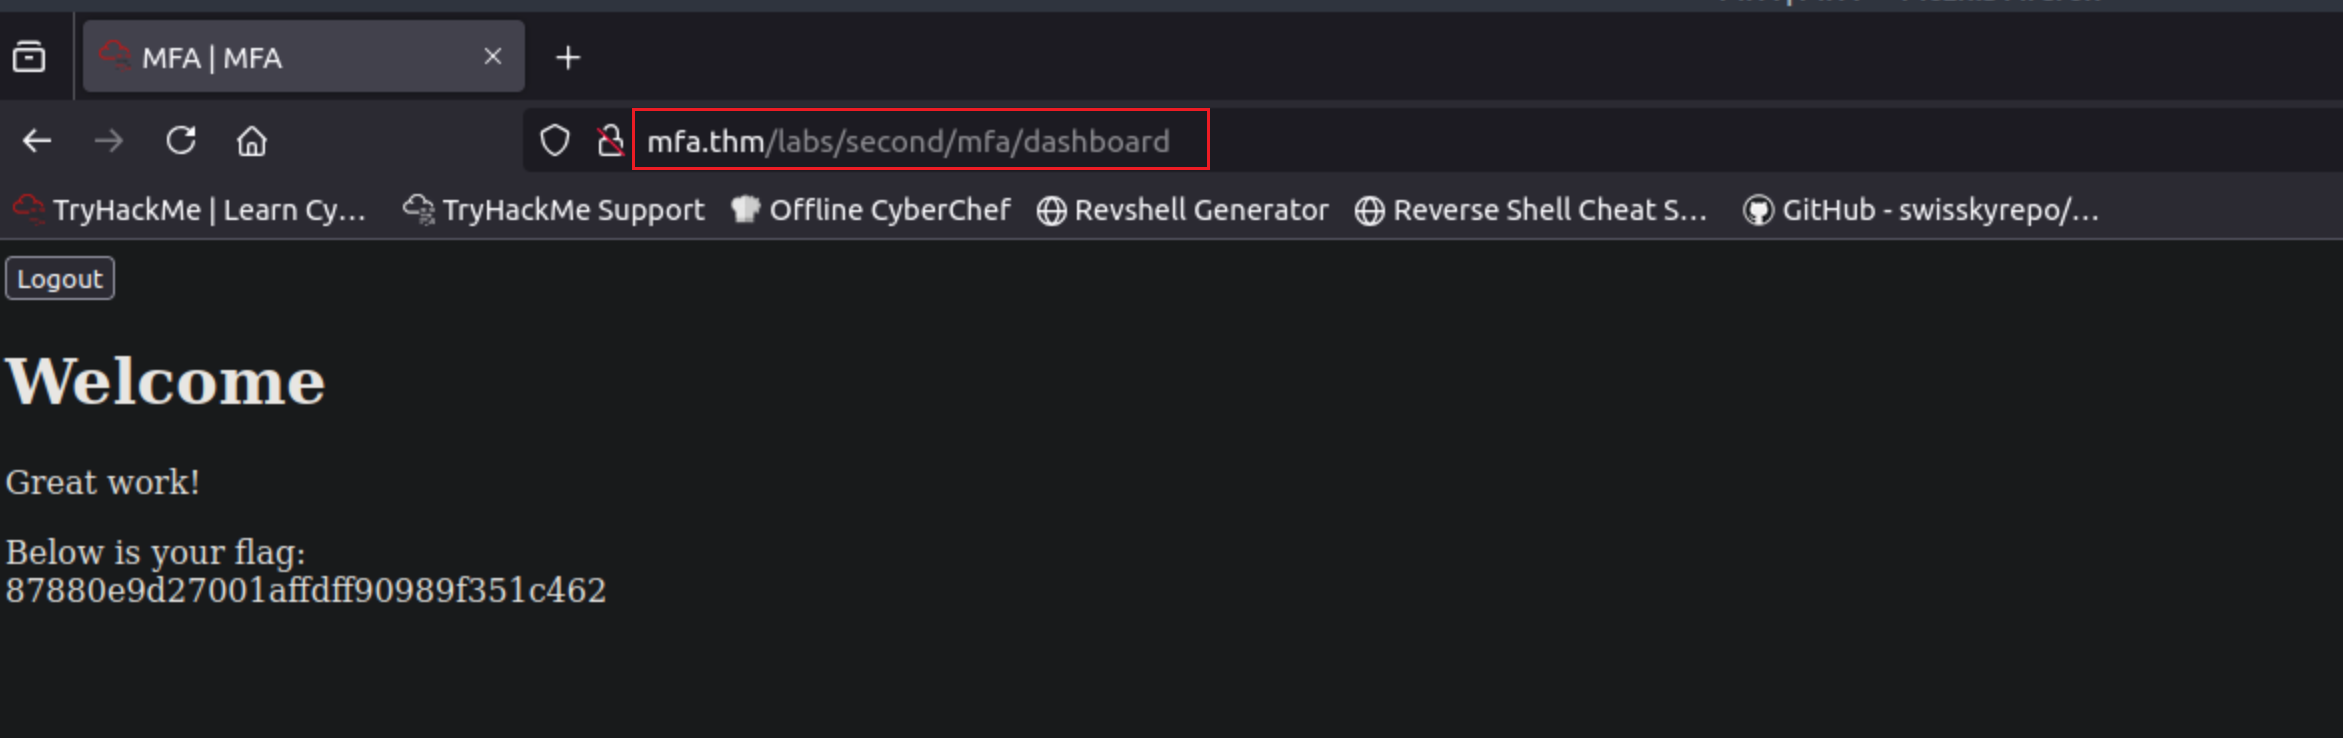 MFA | MFA
mfa.thm/labs/second/mfa/dashboard
TryHackMe | Learn Cy... TryHackMe Support Offline CyberChef Revshell Generator Reverse Shell Cheat S... GitHub - swisskyrepo/...
Logout
Welcome
Great work!
Below is your flag:
87880e9d27001affdff90989f351c462